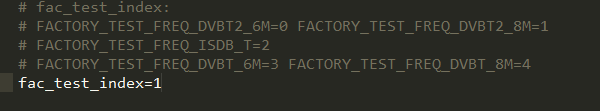 # fac_test_index:
# FACTORY_TEST_FREQ_DVBT2_6M=0 FACTORY_TEST_FREQ_DVBT2_8M=1
# FACTORY_TEST_FREQ_ISDB_T=2
# FACTORY_TEST_FREQ_DVBT_6M=3 FACTORY_TEST_FREQ_DVBT_8M=4
fac_test_index=1